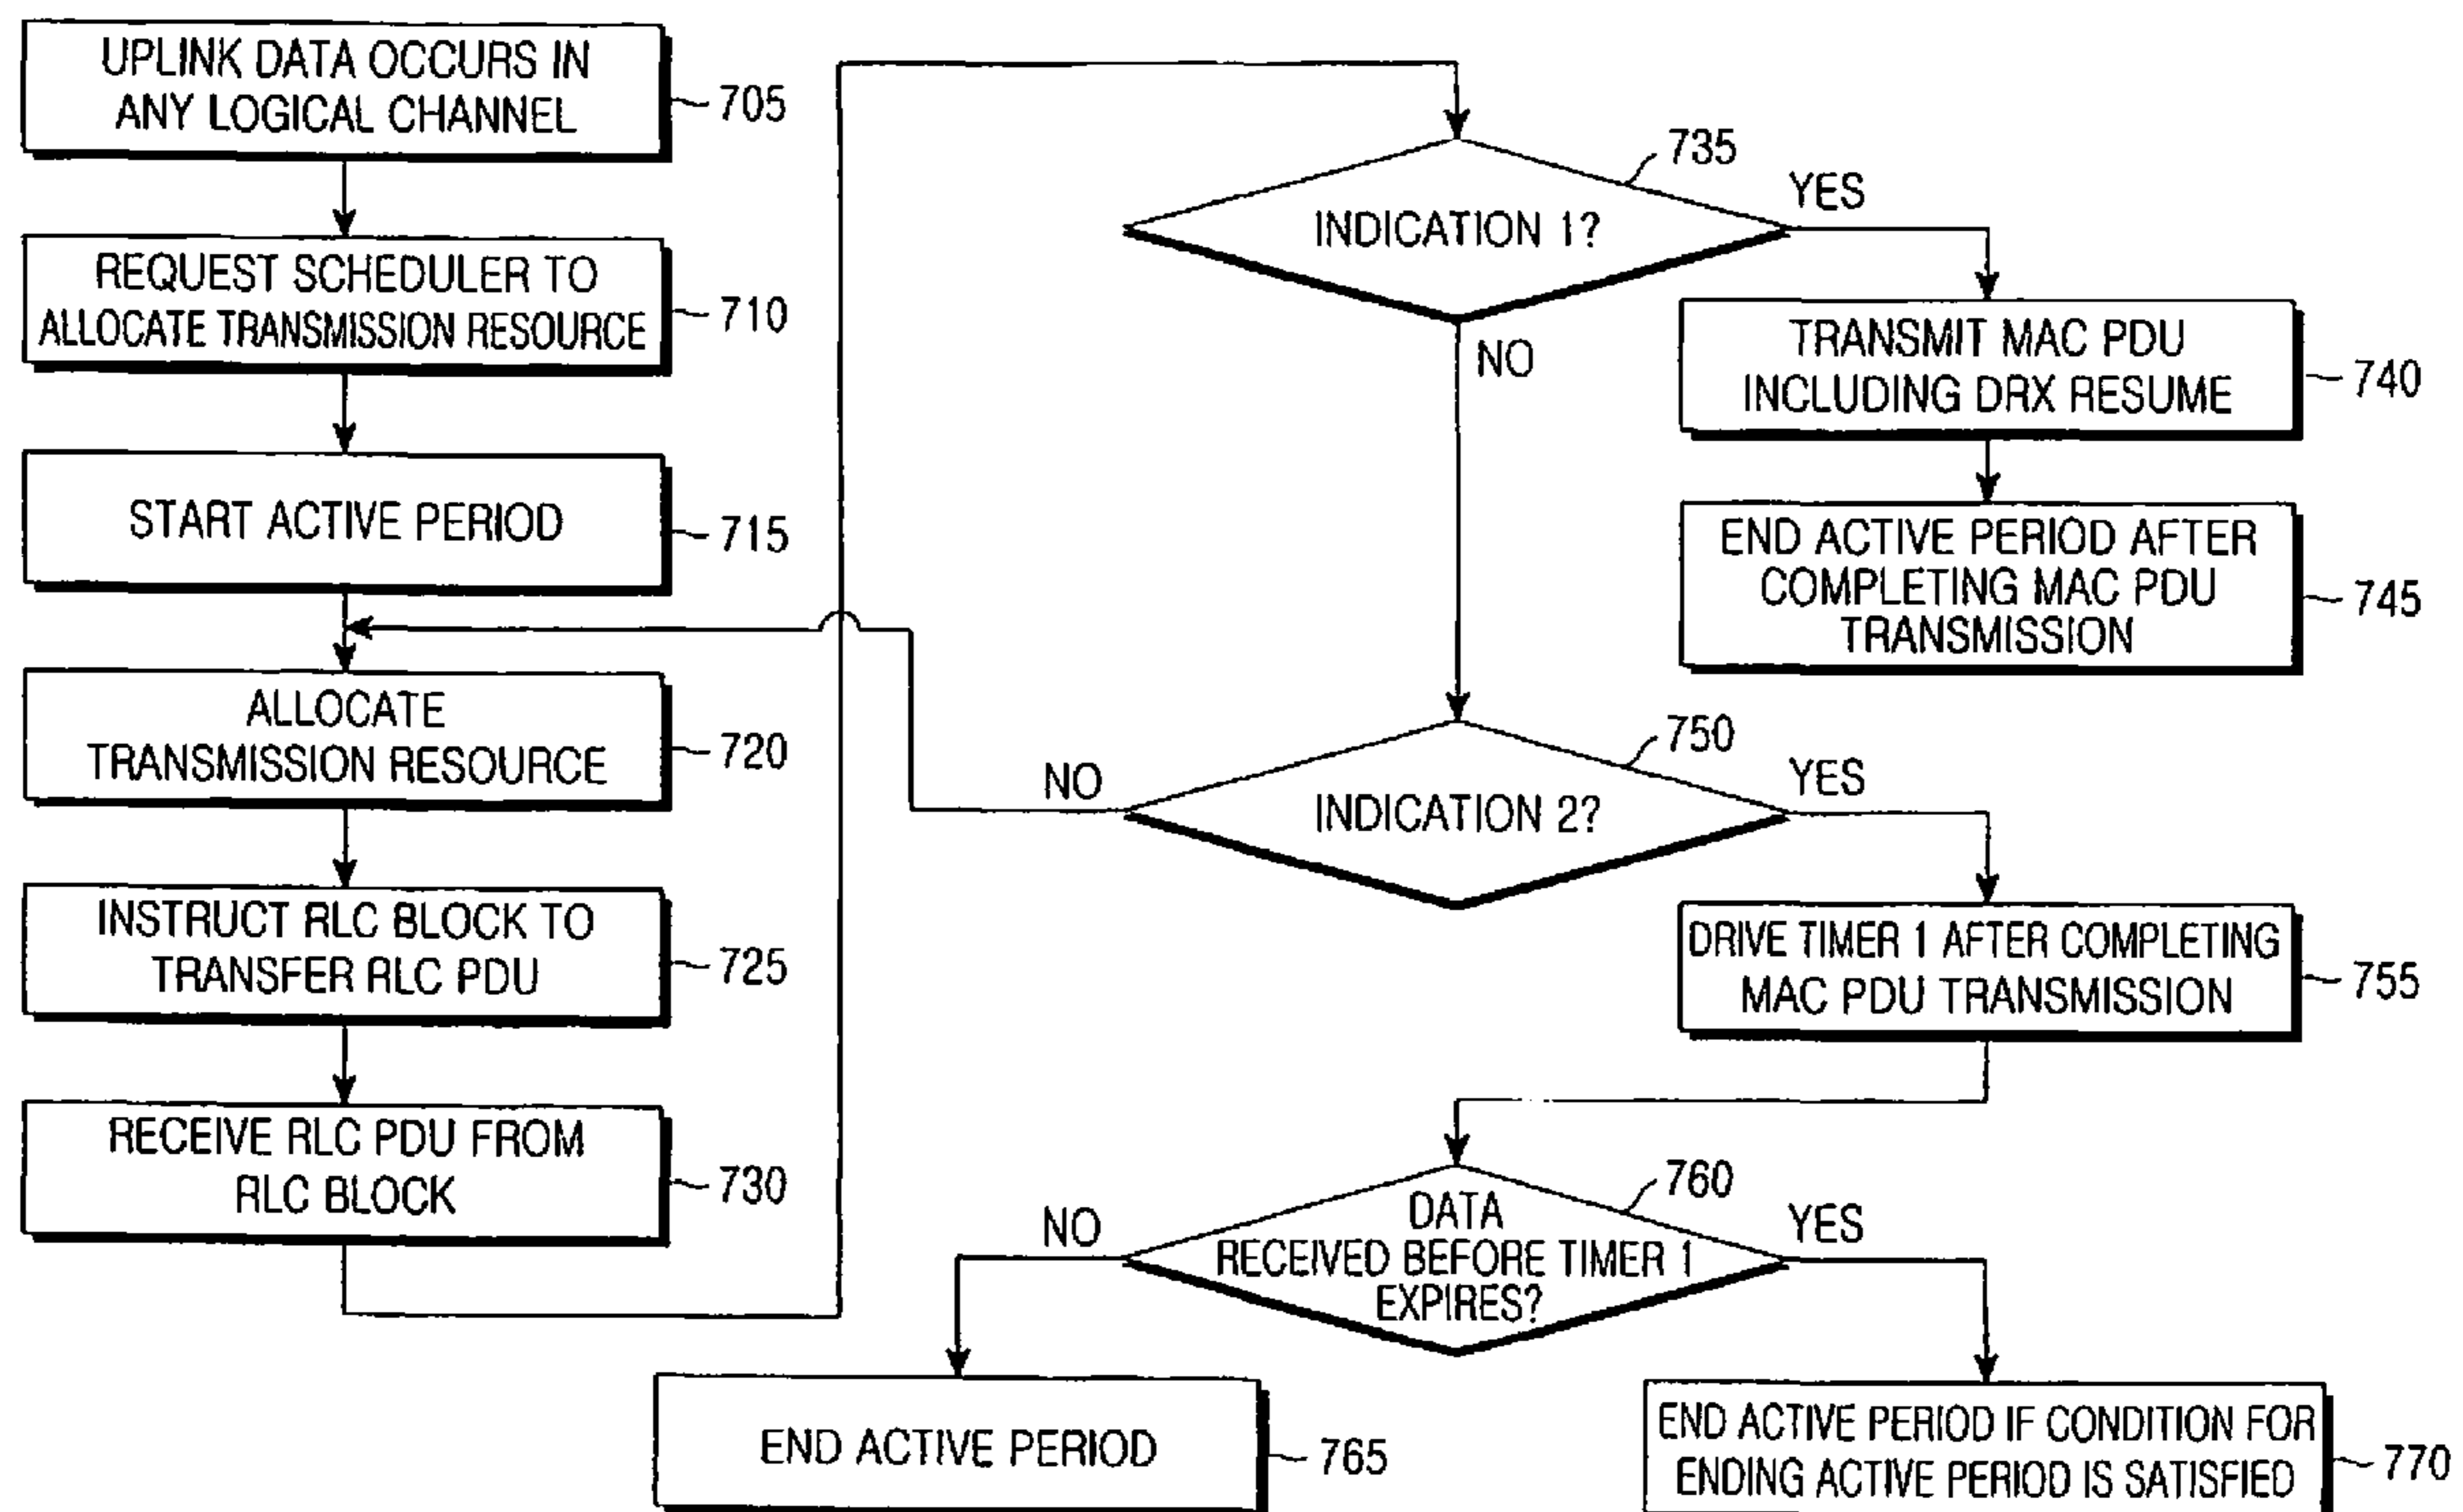 UPLINK DATA OCCURS IN
ANY LOGICAL CHANNEL
705
REQUEST SCHEDULER TO
ALLOCATE TRANSMISSION RESOURCE
710
START ACTIVE PERIOD
715
ALLOCATE
TRANSMISSION RESOURCE
720
INSTRUCT RLC BLOCK TO
TRANSFER RLC PDU
725
RECEIVE RLC PDU FROM
RLC BLOCK
730
735
INDICATION 1?
YES
NO
TRANSMIT MAC PDU
INCLUDING DRX RESUME
740
END ACTIVE PERIOD AFTER
COMPLETING MAC PDU
TRANSMISSION
745
750
INDICATION 2?
NO
YES
DRIVE TIMER 1 AFTER COMPLETING
MAC PDU TRANSMISSION
755
760
DATA
RECEIVED BEFORE TIMER 1
EXPIRES?
NO
YES
END ACTIVE PERIOD
765
END ACTIVE PERIOD IF CONDITION FOR
ENDING ACTIVE PERIOD IS SATISFIED
770